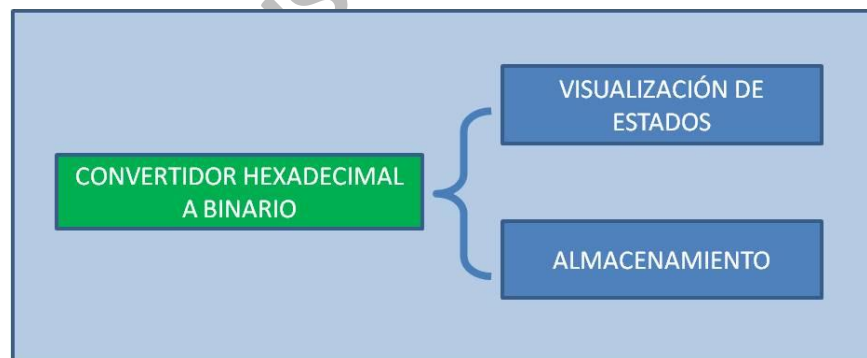 CONVERTIDOR HEXADECIMAL
A BINARIO
VISUALIZACIÓN DE
ESTADOS
ALMACENAMIENTO